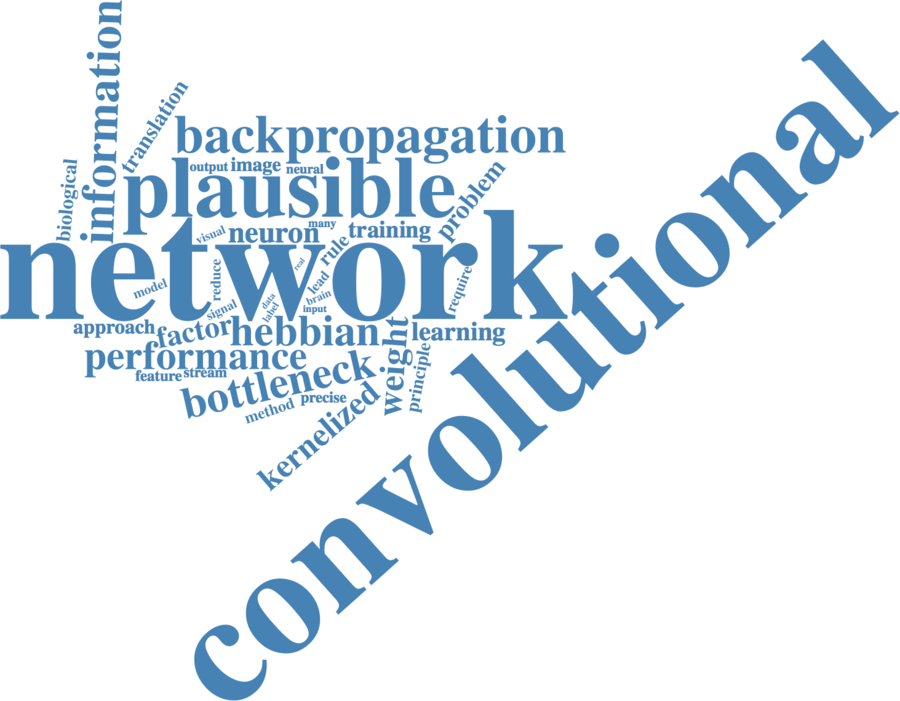 information
translation
biological
backpropagation
output
image
neural
plausible
problem
convolutional
many
visual
neuron
rule
training
network
real
reduce
lead
require
model
data
brain
signal
label
input
approach
factor
hebbian
learning
performance
weight
principle
feature
stream
bottleneck
precise
method
kernelized